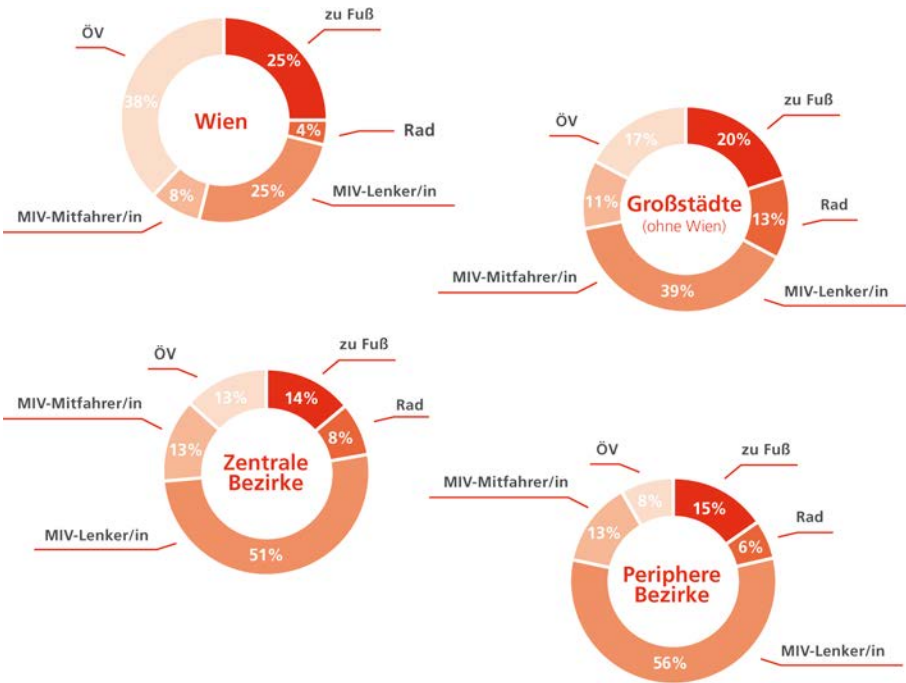 ÖV
zu Fuß
25%
38%
Wien
4%
Rad
25%
8%
MIV-Lenker/in
MIV-Mitfahrer/in
ÖV
zu Fuß
17%
20%
11%
Großstädte
(ohne Wien)
13%
Rad
MIV-Mitfahrer/in
39%
MIV-Lenker/in
ÖV
zu Fuß
13%
14%
MIV-Mitfahrer/in
Rad
8%
13%
Zentrale
Bezirke
MIV-Lenker/in
51%
ÖV
zu Fuß
MIV-Mitfahrer/in
8%
15%
Rad
13%
6%
Periphere
Bezirke
56%
MIV-Lenker/in